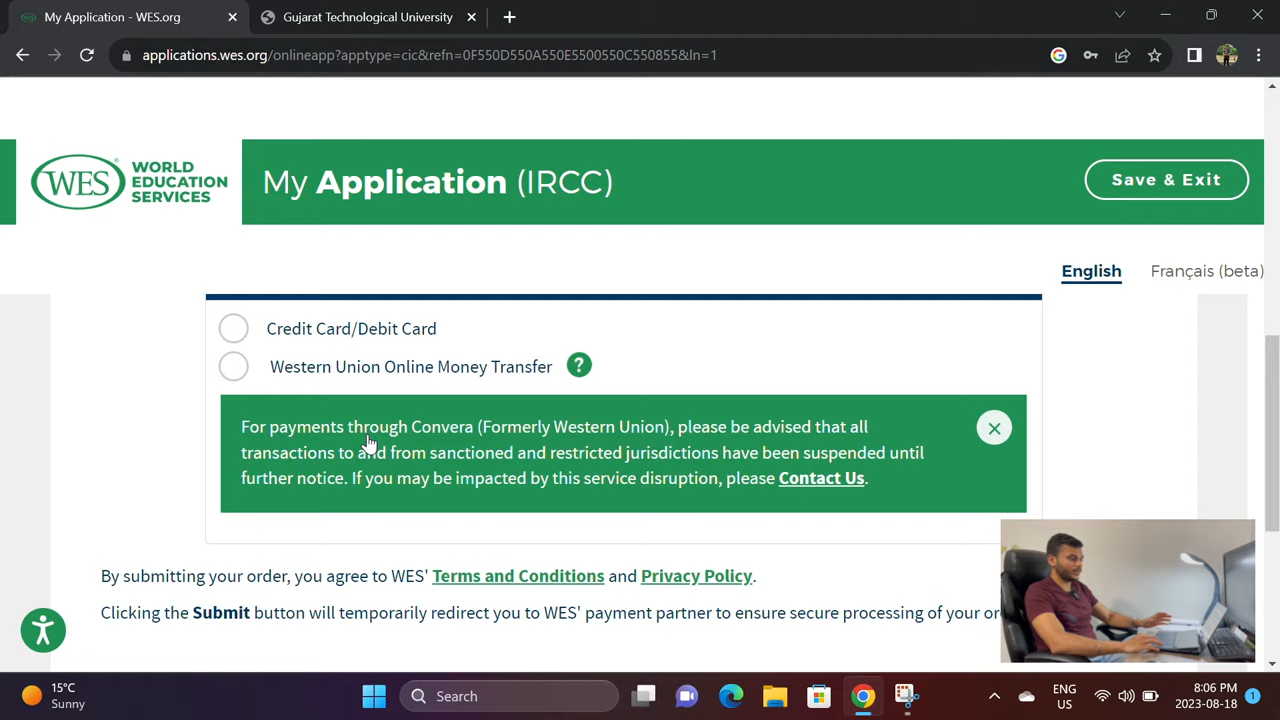 My Application - WES.org
Gujarat Technological University
applications.wes.org/onlineapp?apptype=cic&refn=0F550D550A550E5500550C550855&ln=1
WES
WORLD
EDUCATION
SERVICES
My Application (IRCC)
Save & Exit
English
Français (beta)
Credit Card/Debit Card
Western Union Online Money Transfer
?
For payments through Convera (Formerly Western Union), please be advised that all
transactions to and from sanctioned and restricted jurisdictions have been suspended until
further notice. If you may be impacted by this service disruption, please Contact Us.
By submitting your order, you agree to WES' Terms and Conditions and Privacy Policy.
Clicking the Submit button will temporarily redirect you to WES' payment partner to ensure secure processing of your or
15°C
Sunny
Search
ENG
US
8:06 PM
2023-08-18
1